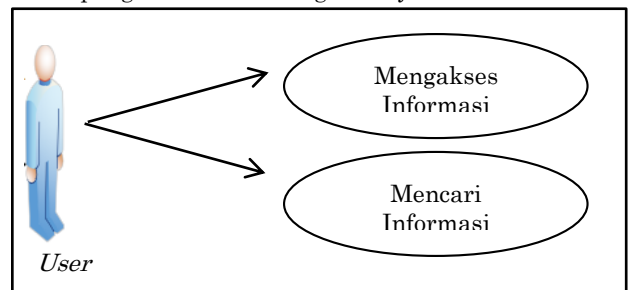 Mengakses
Informasi
Mencari
Informasi
User